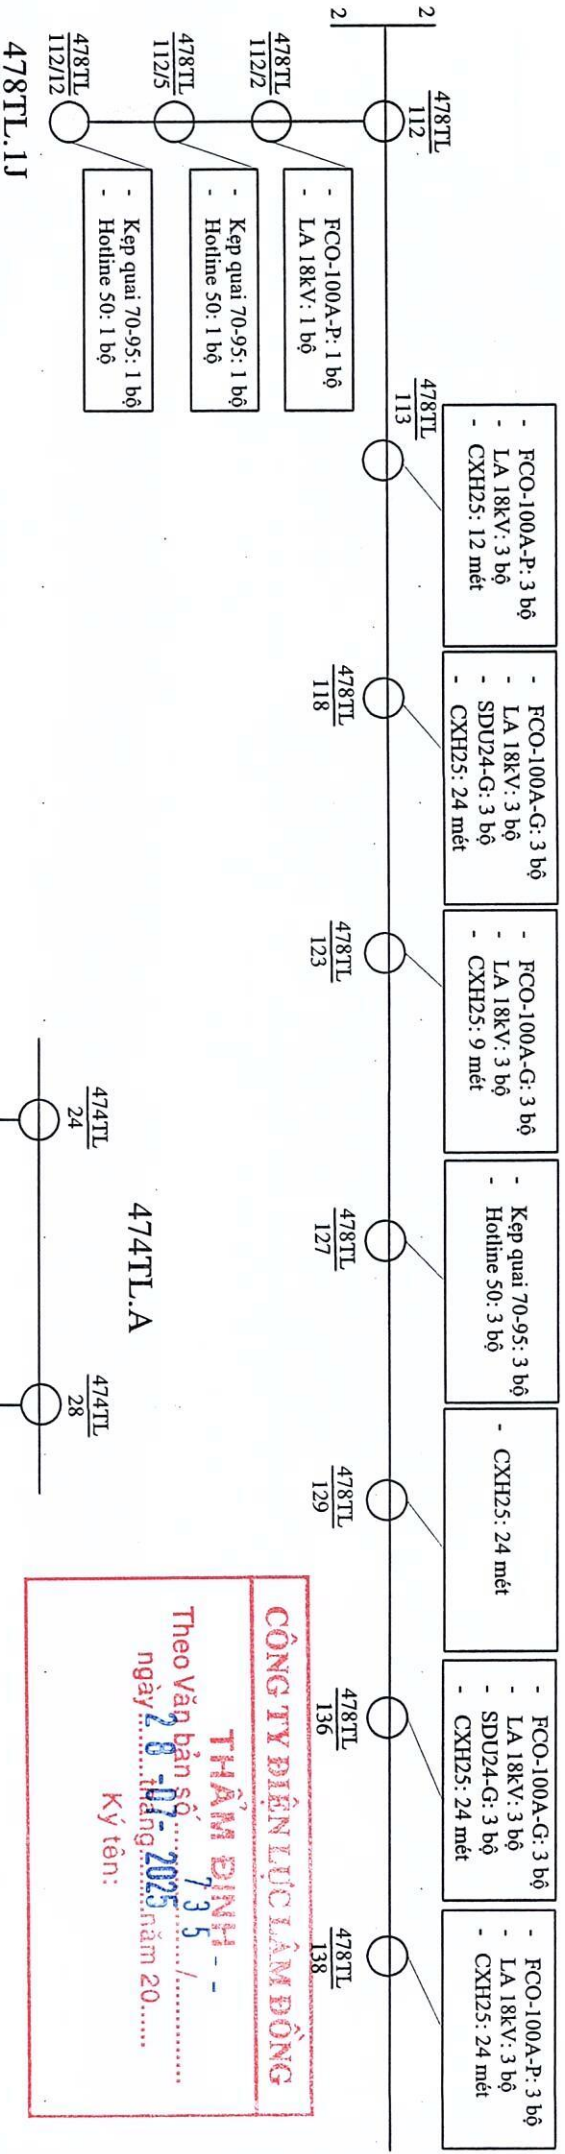 2
2
478TL
112
478TL
112/2
- FCO-100A-P: 1 bộ
- LA 18kV: 1 bộ
478TL
112/5
- Kẹp quai 70-95: 1 bộ
- Hotline 50: 1 bộ
478TL
112/12
- Kẹp quai 70-95: 1 bộ
- Hotline 50: 1 bộ
478TL.1J
- FCO-100A-P: 3 bộ
- LA 18kV: 3 bộ
- CXH25: 12 mét
478TL
113
- FCO-100A-G: 3 bộ
- LA 18kV: 3 bộ
- SDU24-G: 3 bộ
- CXH25: 24 mét
478TL
118
- FCO-100A-G: 3 bộ
- LA 18kV: 3 bộ
- CXH25: 9 mét
478TL
123
- Kẹp quai 70-95: 3 bộ
- Hotline 50: 3 bộ
478TL
127
- CXH25: 24 mét
478TL
129
- FCO-100A-G: 3 bộ
- LA 18kV: 3 bộ
- SDU24-G: 3 bộ
- CXH25: 24 mét
478TL
136
- FCO-100A-P: 3 bộ
- LA 18kV: 3 bộ
- CXH25: 24 mét
478TL
138
474TL.A
474TL
24
474TL
28
CÔNG TY ĐIỆN LỰC LÂM ĐỒNG
THẨM ĐỊNH - -
Theo Văn bản số ...... 735 ....../............
ngày 28 -07- 2025 tháng ...... năm 20......
Ký tên: